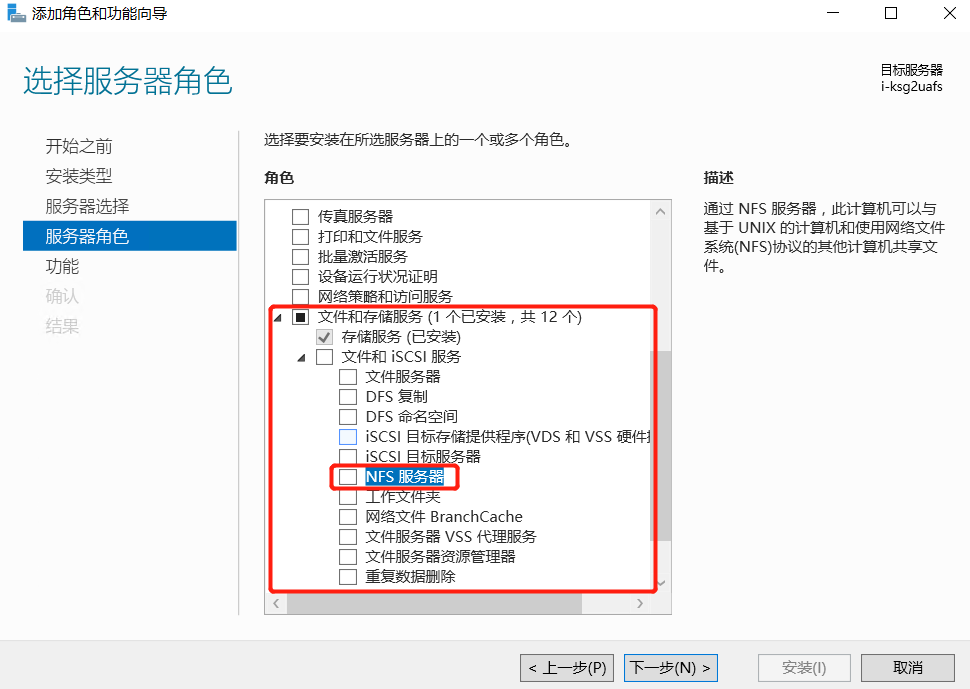 添加角色和功能向导
选择服务器角色
目标服务器
i-ksg2uafs
开始之前
安装类型
服务器选择
服务器角色
功能
确认
结果
选择要安装在所选服务器上的一个或多个角色。
角色
传真服务器
打印和文件服务
批量激活服务
设备运行状况证明
网络策略和访问服务
文件和存储服务 (1 个已安装，共 12 个)
存储服务 (已安装)
文件和 iSCSI 服务
文件服务器
DFS 复制
DFS 命名空间
iSCSI 目标存储提供程序(VDS 和 VSS 硬件
iSCSI 目标服务器
NFS 服务器
工作文件夹
网络文件 BranchCache
文件服务器 VSS 代理服务
文件服务器资源管理器
重复数据删除
描述
通过 NFS 服务器，此计算机可以与
基于 UNIX 的计算机和使用网络文件
系统(NFS)协议的其他计算机共享文
件。
< 上一步(P)
下一步(N) >
安装(I)
取消